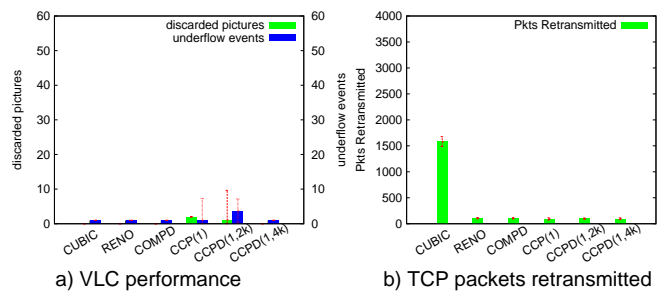 discarded pictures
underflow events
60
50
40
30
20
10
0
discarded pictures
60
50
40
30
20
10
0
underflow events
CUBIC
RENO
COMPD
CCP(1)
CCPD(1,2k)
CCPD(1,4k)
a) VLC performance
Pkts Retransmitted
4000
3500
3000
2500
2000
1500
1000
500
0
Pkts Retransmitted
CUBIC
RENO
COMPD
CCP(1)
CCPD(1,2k)
CCPD(1,4k)
b) TCP packets retransmitted